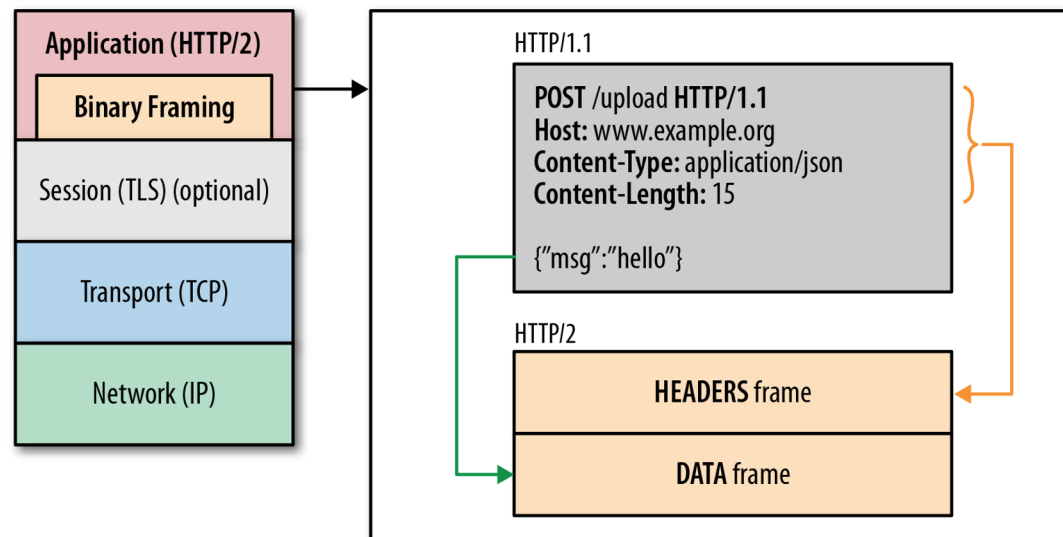 Application (HTTP/2)
Binary Framing
Session (TLS) (optional)
Transport (TCP)
Network (IP)
HTTP/1.1
POST /upload HTTP/1.1
Host: www.example.org
Content-Type: application/json
Content-Length: 15
{”msg”:”hello”}
HTTP/2
HEADERS frame
DATA frame